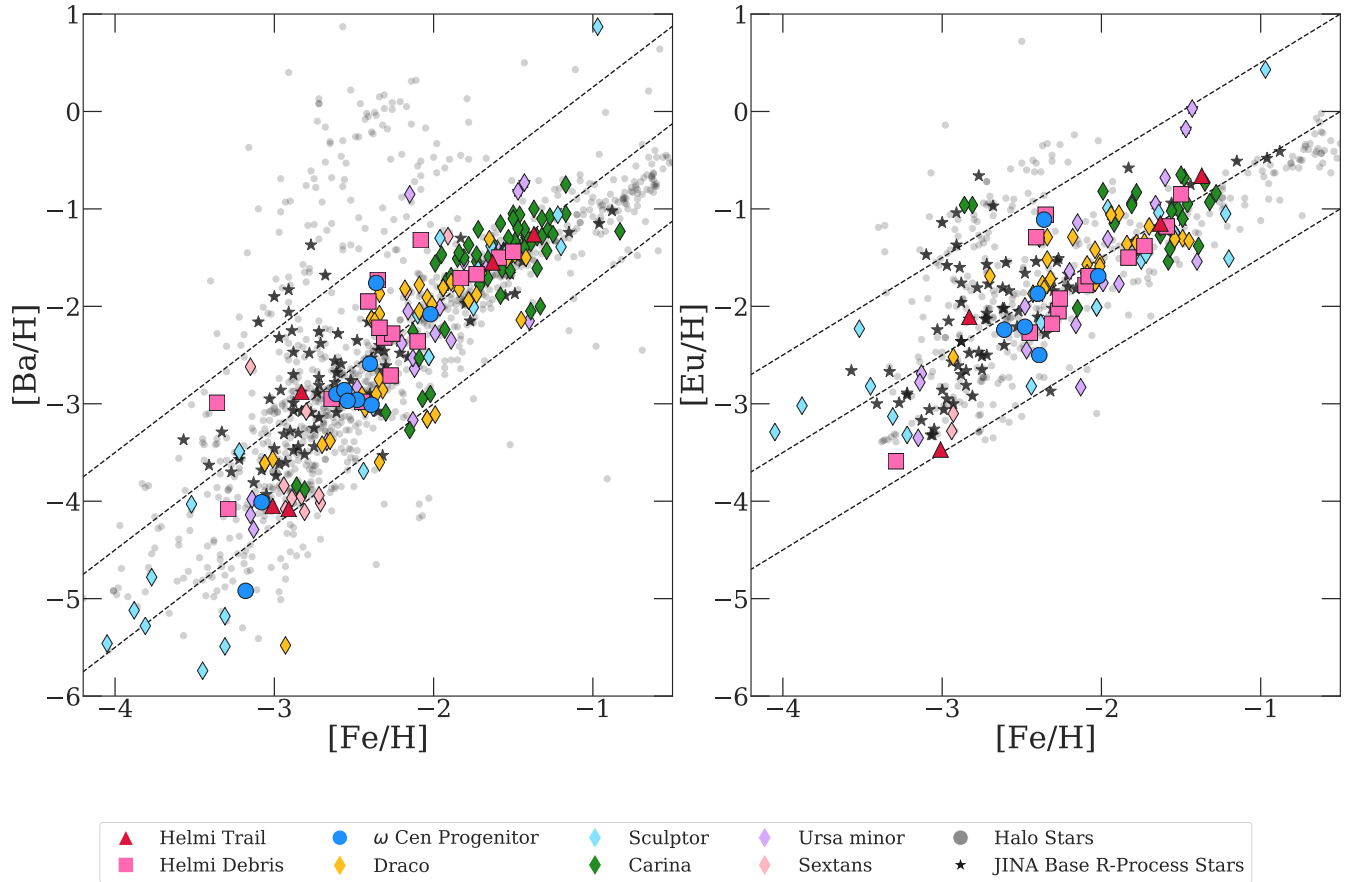 1
0
−1
−2
−3
−4
−5
−6
[Ba/H]
−4
−3
−2
−1
[Fe/H]
1
0
−1
−2
−3
−4
−5
−6
[Eu/H]
−4
−3
−2
−1
[Fe/H]
Helmi Trail
Helmi Debris
ω Cen Progenitor
Draco
Sculptor
Carina
Ursa minor
Sextans
Halo Stars
JINA Base R-Process Stars